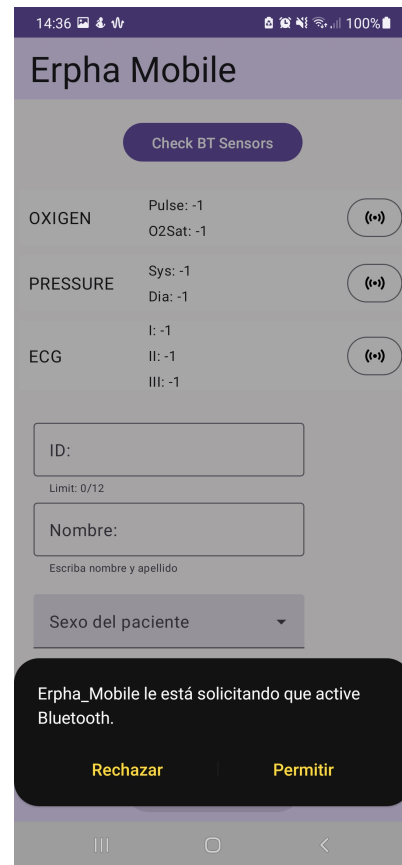 14:36 100%
Erpha Mobile
Check BT Sensors
OXIGEN
Pulse: -1
O2Sat: -1
PRESSURE
Sys: -1
Dia: -1
ECG
I: -1
II: -1
III: -1
ID:
Limit: 0/12
Nombre:
Escriba nombre y apellido
Sexo del paciente
Erpha_Mobile le está solicitando que active
Bluetooth.
Rechazar Permitir